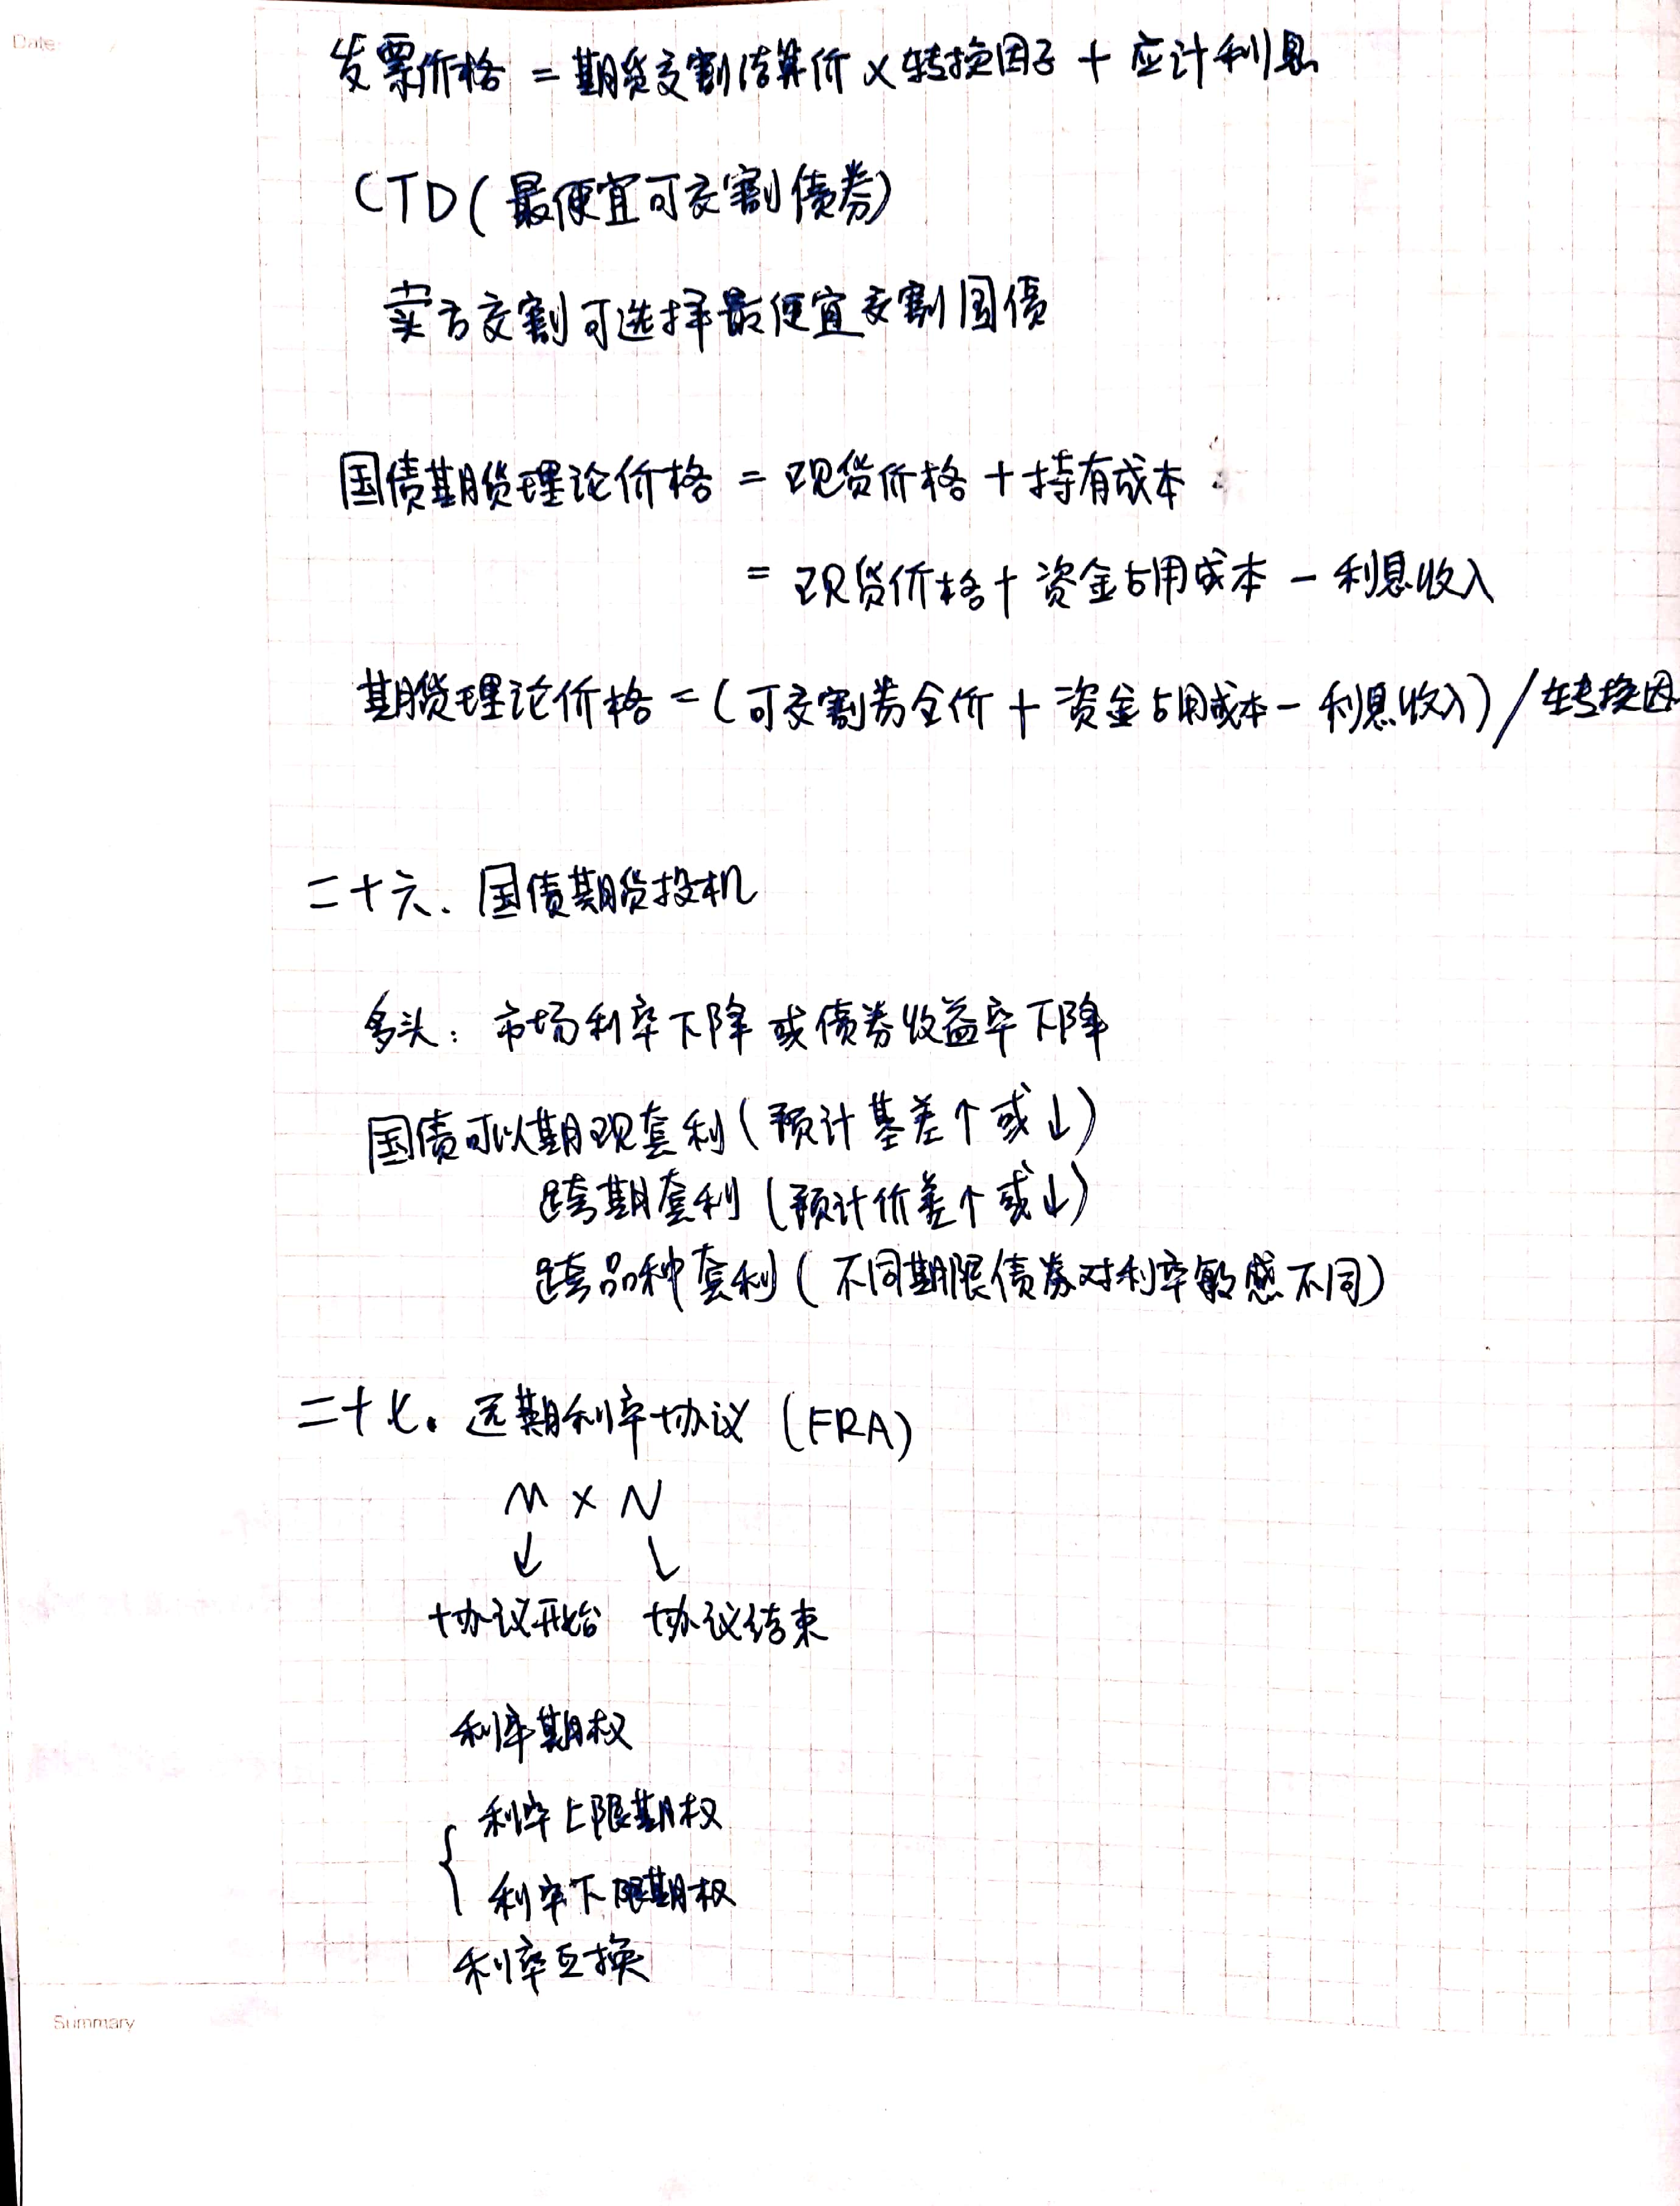 Date:
发票价格 = 期货交割结算价 × 转换因子 + 应计利息
CTD(最便宜可交割债券)
卖方交割可选择最便宜交割国债
国债期货理论价格 = 现货价格 + 持有成本
= 现货价格 + 资金占用成本 - 利息收入
期货理论价格 = (可交割券全价 + 资金占用成本 - 利息收入) / 转换因
二十六、国债期货投机
多头: 市场利率下降 或债券收益率下降
国债可以期现套利 (预计基差↑或↓)
跨期套利 (预计价差↑或↓)
跨品种套利 (不同期限债券对利率敏感不同)
二十七. 远期利率协议 (FRA)
M × N
↓ ↓
协议开始 协议结束
利率期权
利率上限期权
利率下限期权
利率互换
Summary